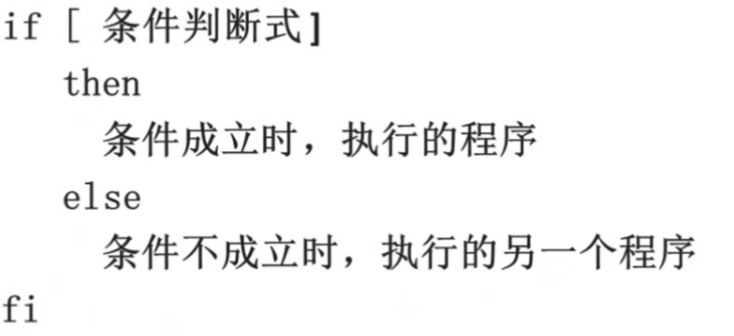 if [ 条件判断式]
then
条件成立时，执行的程序
else
条件不成立时，执行的另一个程序
fi